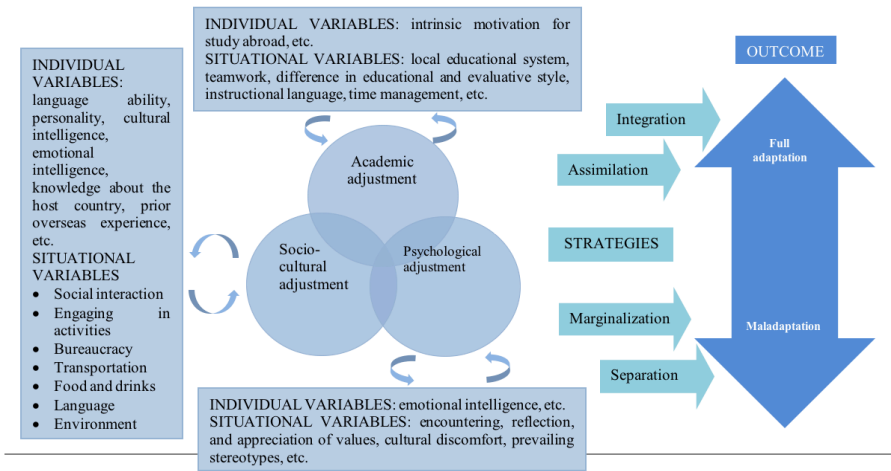 INDIVIDUAL VARIABLES: intrinsic motivation for
study abroad, etc.
SITUATIONAL VARIABLES: local educational system,
teamwork, difference in educational and evaluative style,
instructional language, time management, etc.
INDIVIDUAL
VARIABLES:
language ability,
personality, cultural
intelligence,
emotional
intelligence,
knowledge about the
host country, prior
overseas experience,
etc.
SITUATIONAL
VARIABLES
• Social interaction
• Engaging in
activities
• Bureaucracy
• Transportation
• Food and drinks
• Language
• Environment
Academic
adjustment
Socio-
cultural
adjustment
Psychological
adjustment
INDIVIDUAL VARIABLES: emotional intelligence, etc.
SITUATIONAL VARIABLES: encountering, reflection,
and appreciation of values, cultural discomfort, prevailing
stereotypes, etc.
Integration
Assimilation
STRATEGIES
Marginalization
Separation
OUTCOME
Full
adaptation
Maladaptation